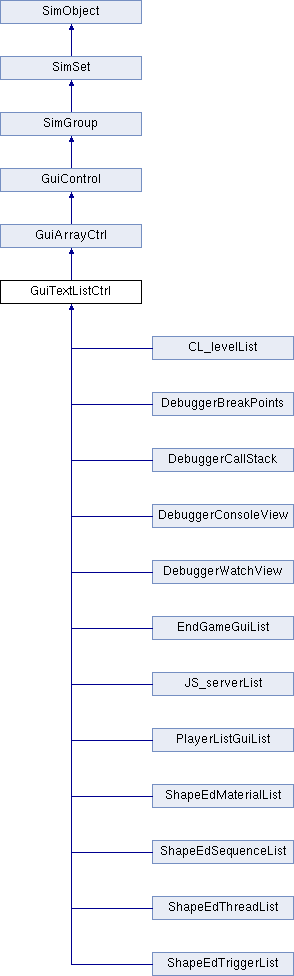 SimObject
SimSet
SimGroup
GuiControl
GuiArrayCtrl
GuiTextListCtrl
CL_levelList
DebuggerBreakPoints
DebuggerCallStack
DebuggerConsoleView
DebuggerWatchView
EndGameGuiList
JS_serverList
PlayerListGuiList
ShapeEdMaterialList
ShapeEdSequenceList
ShapeEdThreadList
ShapeEdTriggerList